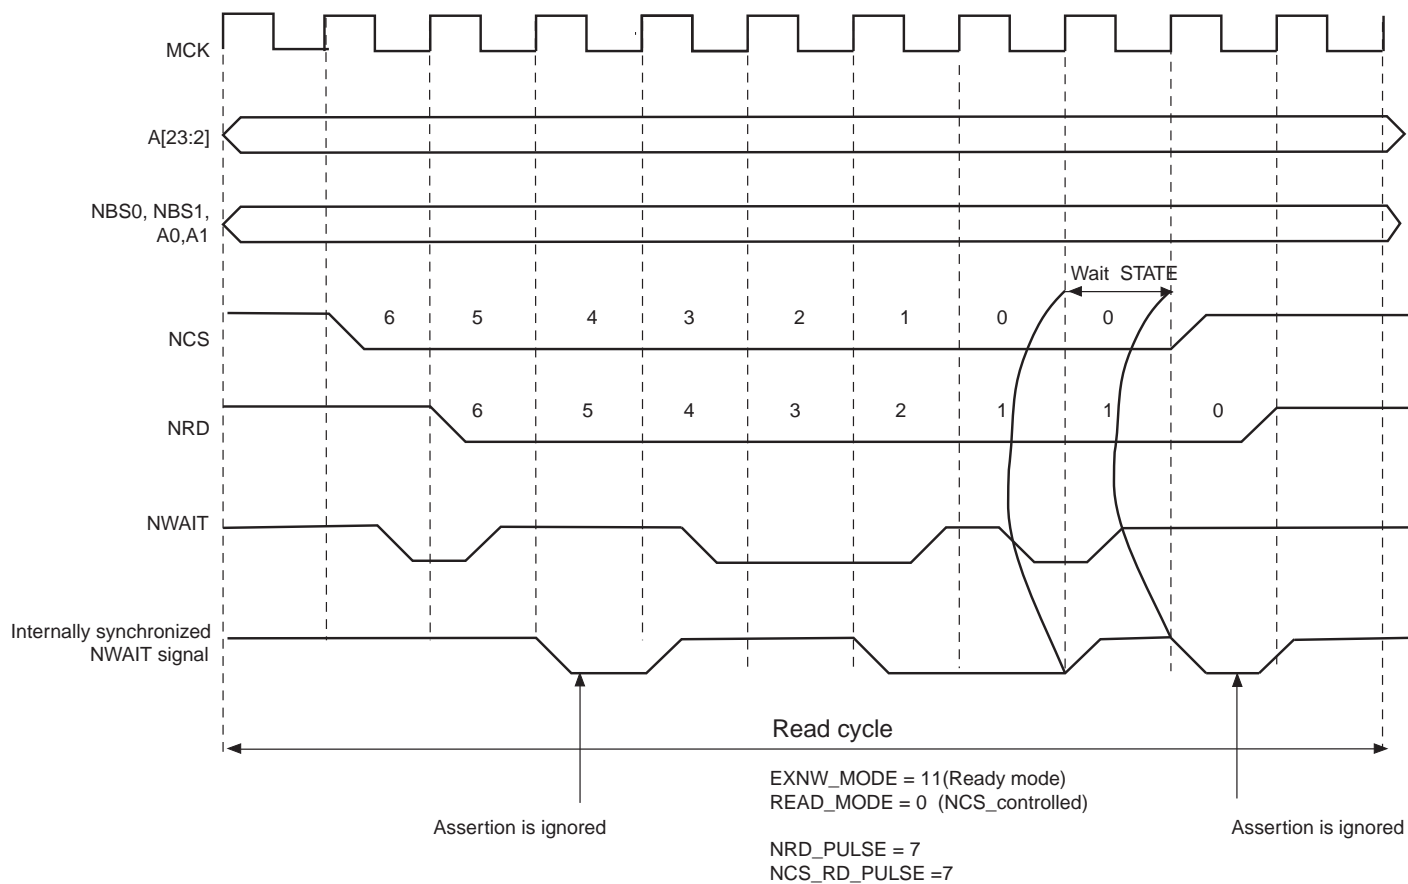 MCK
A[23:2]
NBS0, NBS1,
A0,A1
Wait STATE
NCS
6 5 4 3 2 1 0 0
NRD
6 5 4 3 2 1 1 0
NWAIT
Internally synchronized
NWAIT signal
Read cycle
EXNW_MODE = 11(Ready mode)
READ_MODE = 0 (NCS_controlled)
Assertion is ignored
Assertion is ignored
NRD_PULSE = 7
NCS_RD_PULSE =7